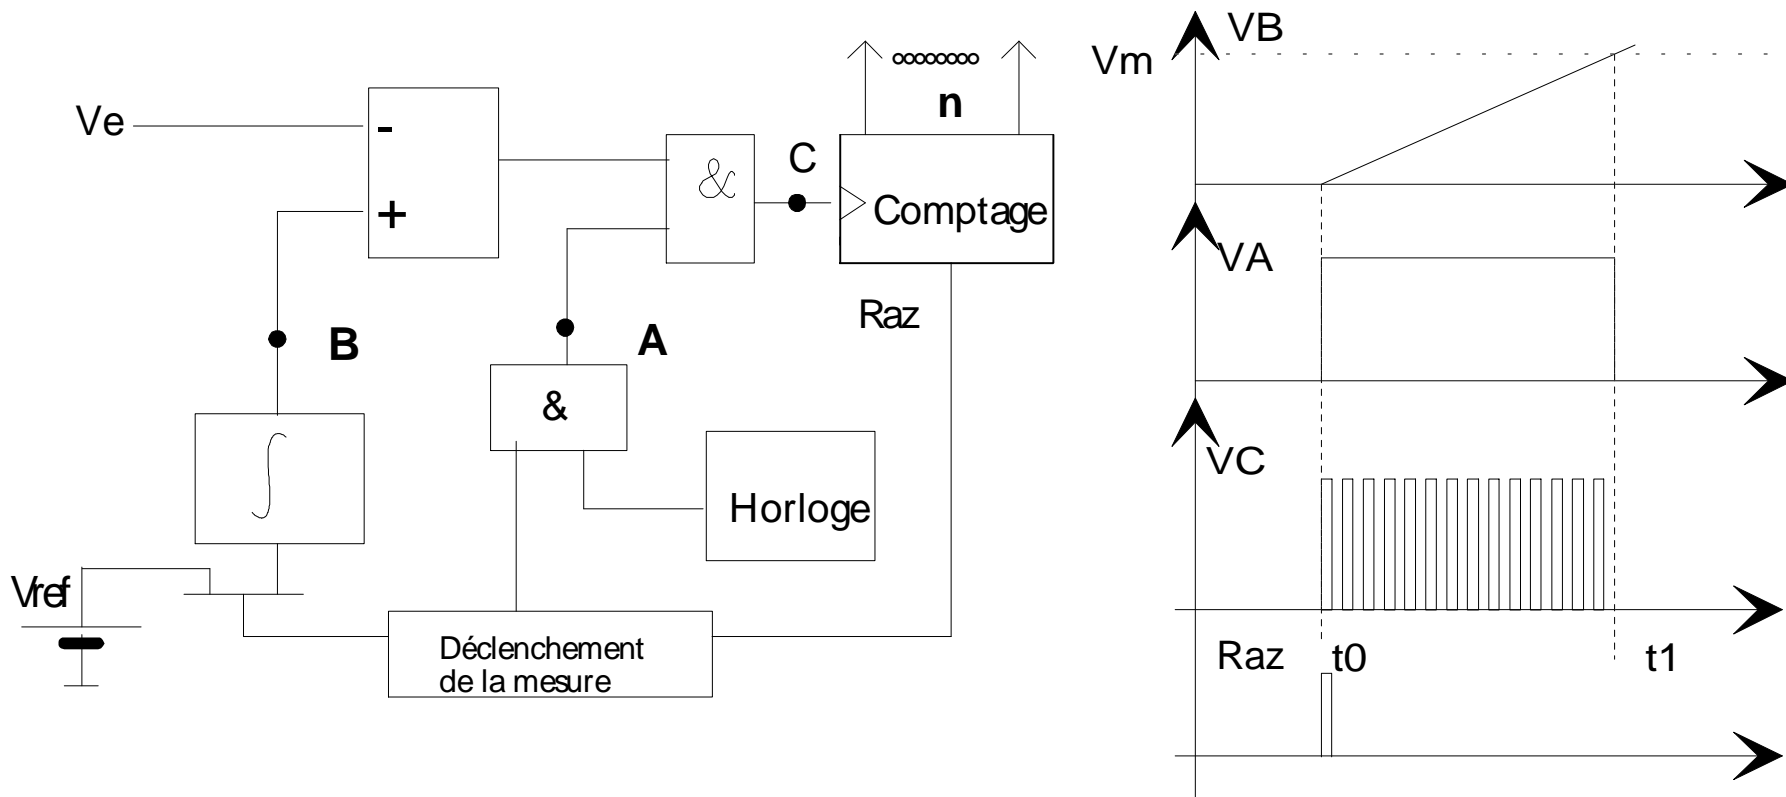 Ve
-
+
&
C
n
Comptage
Raz
B
A
&
∫
Horloge
Vref
Déclenchement
de la mesure
VB
Vm
VA
VC
Raz
t0
t1